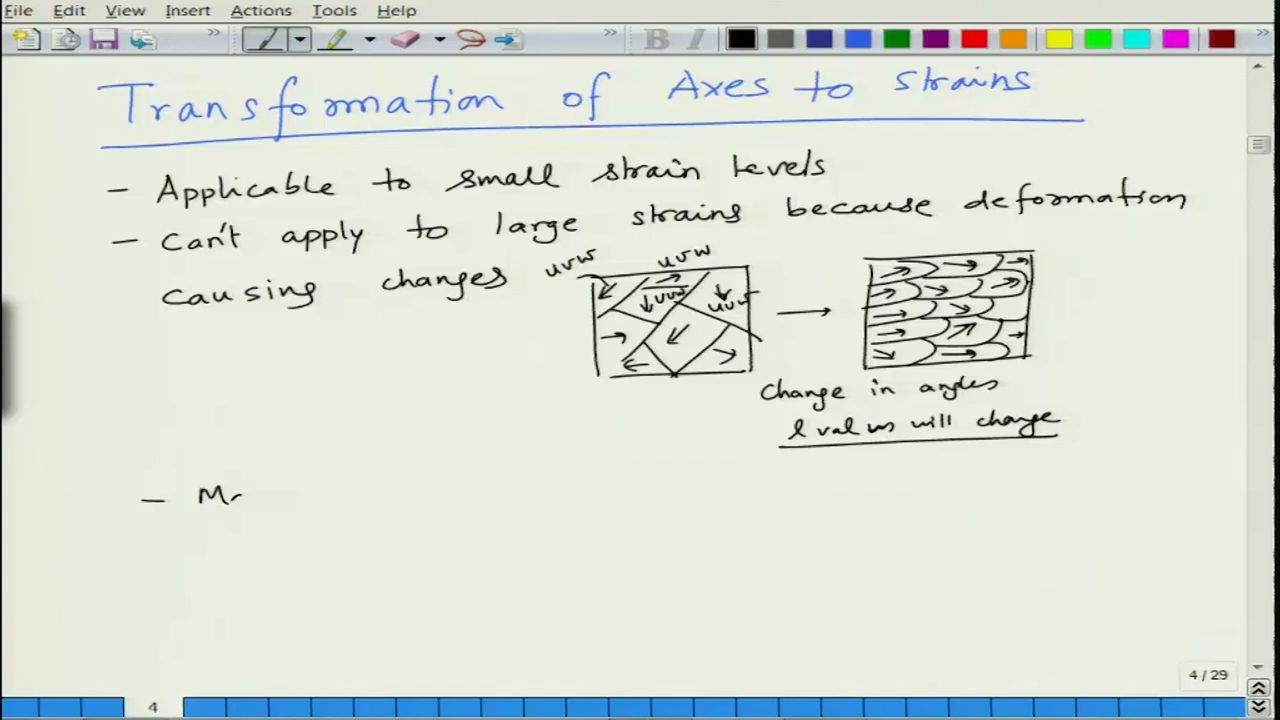 File Edit View Insert Actions Tools Help
Transformation of Axes to strains
- Applicable to small strain levels
- Can't apply to large strains because deformation
causing changes
uvw uvw
uvw uvw
Change in angles
l values will change
- Mr
4 / 29
4